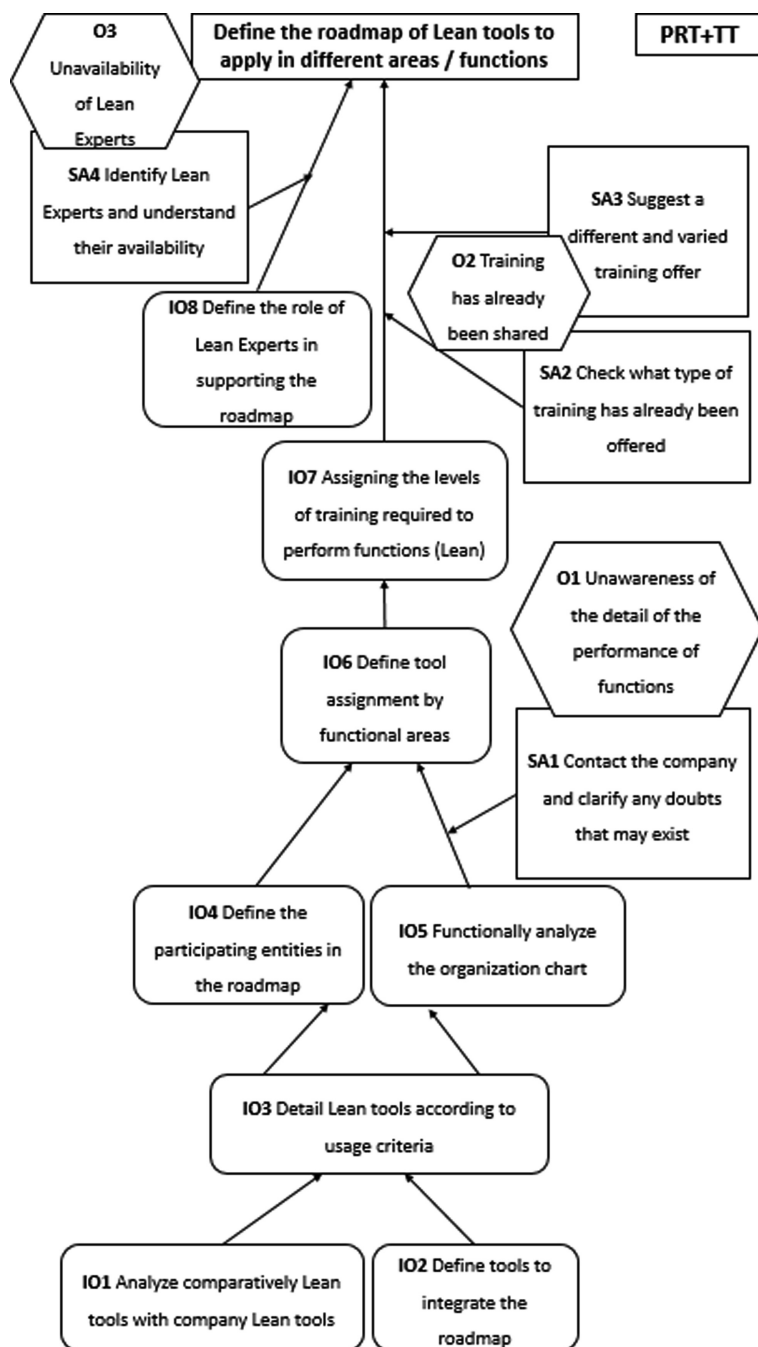 O3
Unavailability
of Lean
Experts
Define the roadmap of Lean tools to
apply in different areas / functions
PRT+TT
SA4 Identify Lean
Experts and understand
their availability
SA3 Suggest a
different and varied
training offer
O2 Training
has already
been shared
IO8 Define the role of
Lean Experts in
supporting the
roadmap
SA2 Check what type of
training has already been
offered
IO7 Assigning the levels
of training required to
perform functions (Lean)
O1 Unawareness of
the detail of the
performance of
functions
IO6 Define tool
assignment by
functional areas
SA1 Contact the company
and clarify any doubts
that may exist
IO4 Define the
participating entities in
the roadmap
IO5 Functionally analyze
the organization chart
IO3 Detail Lean tools according to
usage criteria
IO1 Analyze comparatively Lean
tools with company Lean tools
IO2 Define tools to
integrate the
roadmap